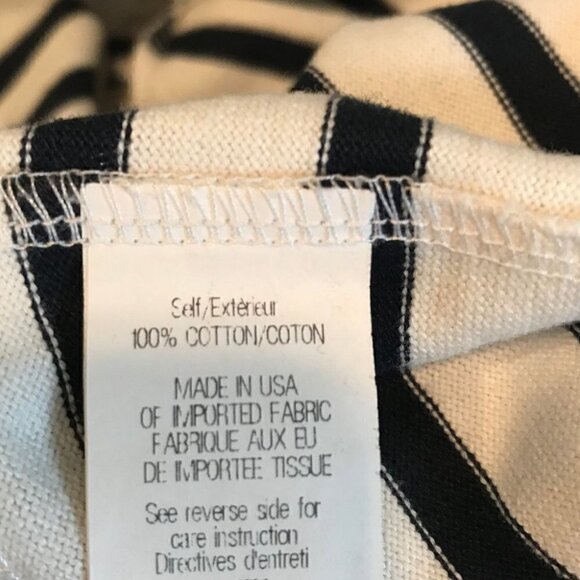 Self/Extèrieur
100% COTTON/COTON
MADE IN USA
OF IMPORTED FABRIC
FABRIQUE AUX EU
DE IMPORTEE TISSUE
See reverse side for
care instruction
Directives d'entreti